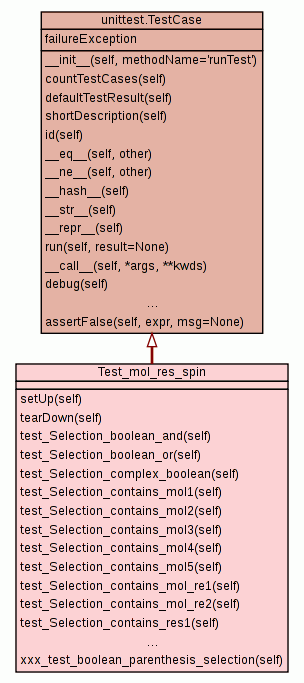 unittest.TestCase
failureException
__init__(self, methodName='runTest')
countTestCases(self)
defaultTestResult(self)
shortDescription(self)
id(self)
__eq__(self, other)
__ne__(self, other)
__hash__(self)
__str__(self)
__repr__(self)
run(self, result=None)
__call__(self, *args, **kwds)
debug(self)
...
assertFalse(self, expr, msg=None)
Test_mol_res_spin
setUp(self)
tearDown(self)
test_Selection_boolean_and(self)
test_Selection_boolean_or(self)
test_Selection_complex_boolean(self)
test_Selection_contains_mol1(self)
test_Selection_contains_mol2(self)
test_Selection_contains_mol3(self)
test_Selection_contains_mol4(self)
test_Selection_contains_mol5(self)
test_Selection_contains_mol_re1(self)
test_Selection_contains_mol_re2(self)
test_Selection_contains_res1(self)
...
xxx_test_boolean_parenthesis_selection(self)